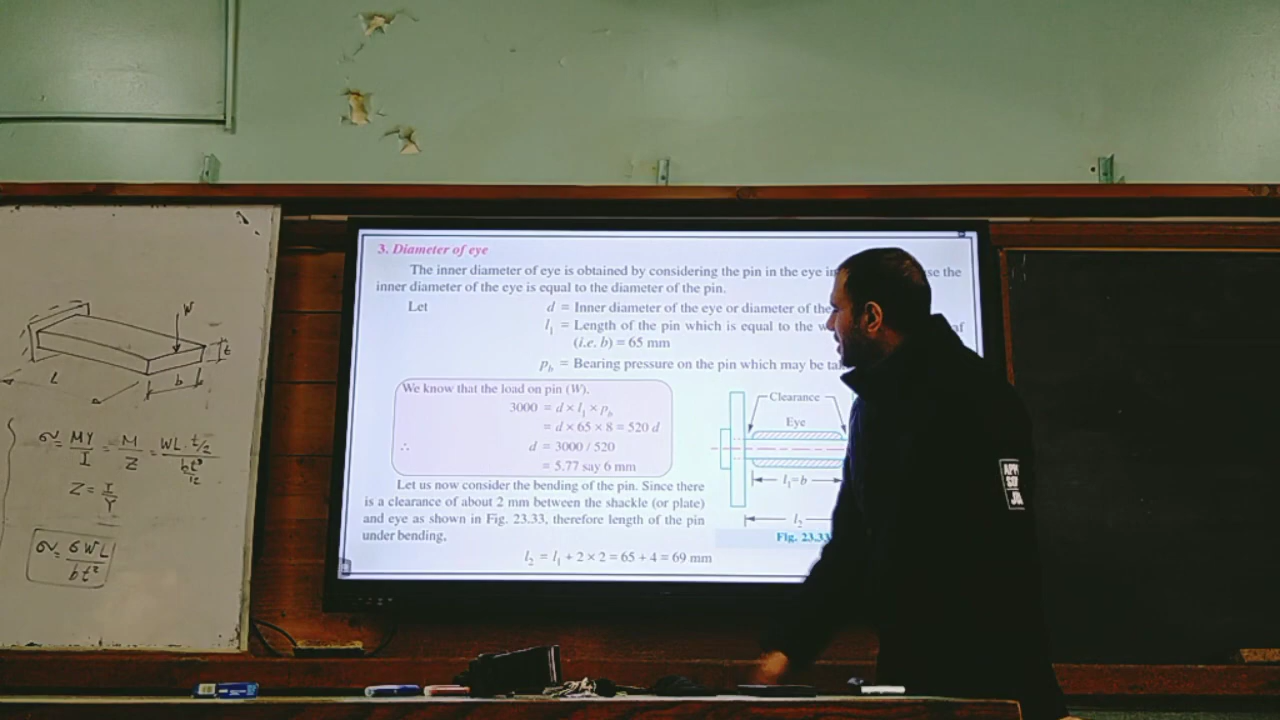 W
t
L
b
σ = MY/I = M/Z = WL · t/2 / bt³/12
Z = I/Y
σ = 6WL/bt²
3. Diameter of eye
The inner diameter of eye is obtained by considering the pin in the eye in se the
inner diameter of the eye is equal to the diameter of the pin.
Let d = Inner diameter of the eye or diameter of the
l₁ = Length of the pin which is equal to the of
(i.e. b) = 65 mm
p_b = Bearing pressure on the pin which may be
We know that the load on pin (W),
3000 = d × l₁ × p_b
= d × 65 × 8 = 520 d
∴ d = 3000 / 520
= 5.77 say 6 mm
Let us now consider the bending of the pin. Since there
is a clearance of about 2 mm between the shackle (or plate)
and eye as shown in Fig. 23.33, therefore length of the pin
under bending,
l₂ = l₁ + 2 × 2 = 65 + 4 = 69 mm
Clearance
Eye
l₁=b
l₂
Fig. 23.33